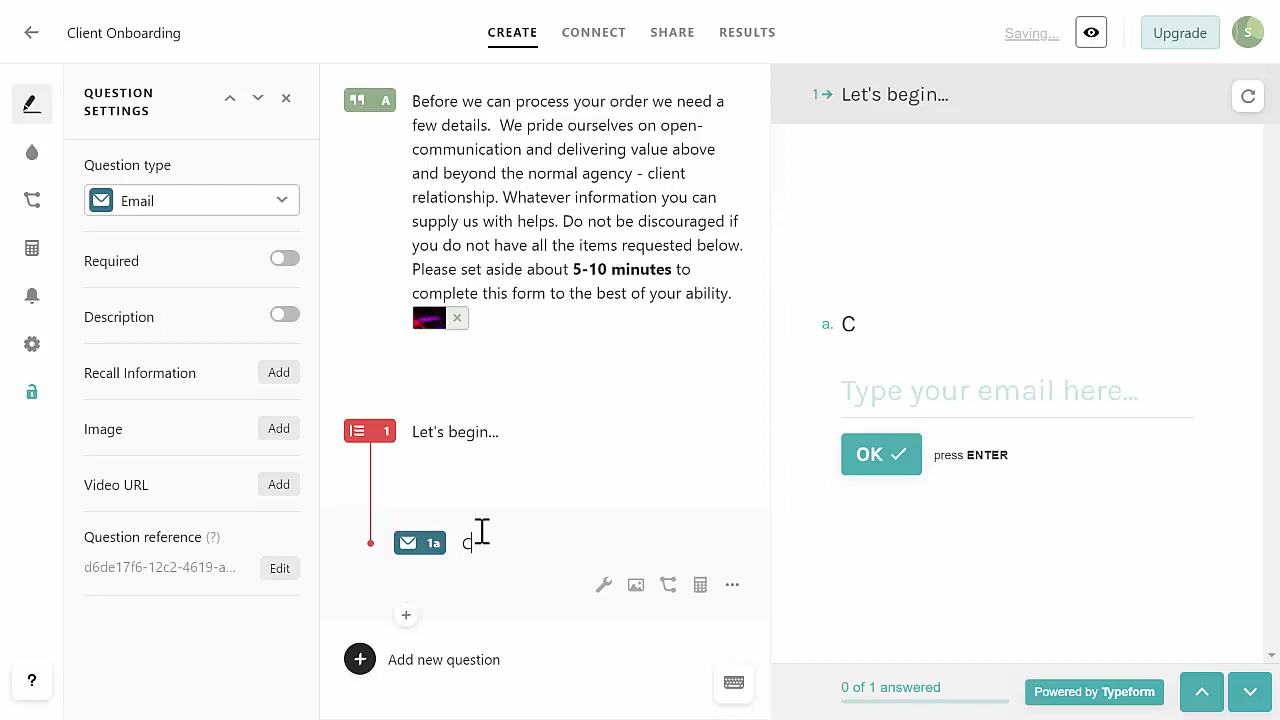 Client Onboarding
CREATE
CONNECT
SHARE
RESULTS
Saving...
Upgrade
S
QUESTION
SETTINGS
Question type
Email
Required
Description
Recall Information
Add
Image
Add
Video URL
Add
Question reference (?)
d6de17f6-12c2-4619-a...
Edit
?
A
Before we can process your order we need a
few details.  We pride ourselves on open-
communication and delivering value above
and beyond the normal agency - client
relationship. Whatever information you can
supply us with helps. Do not be discouraged if
you do not have all the items requested below.
Please set aside about 5-10 minutes to
complete this form to the best of your ability.
1
Let's begin...
1a
C
Add new question
1
Let's begin...
a. C
Type your email here...
OK
press ENTER
0 of 1 answered
Powered by Typeform